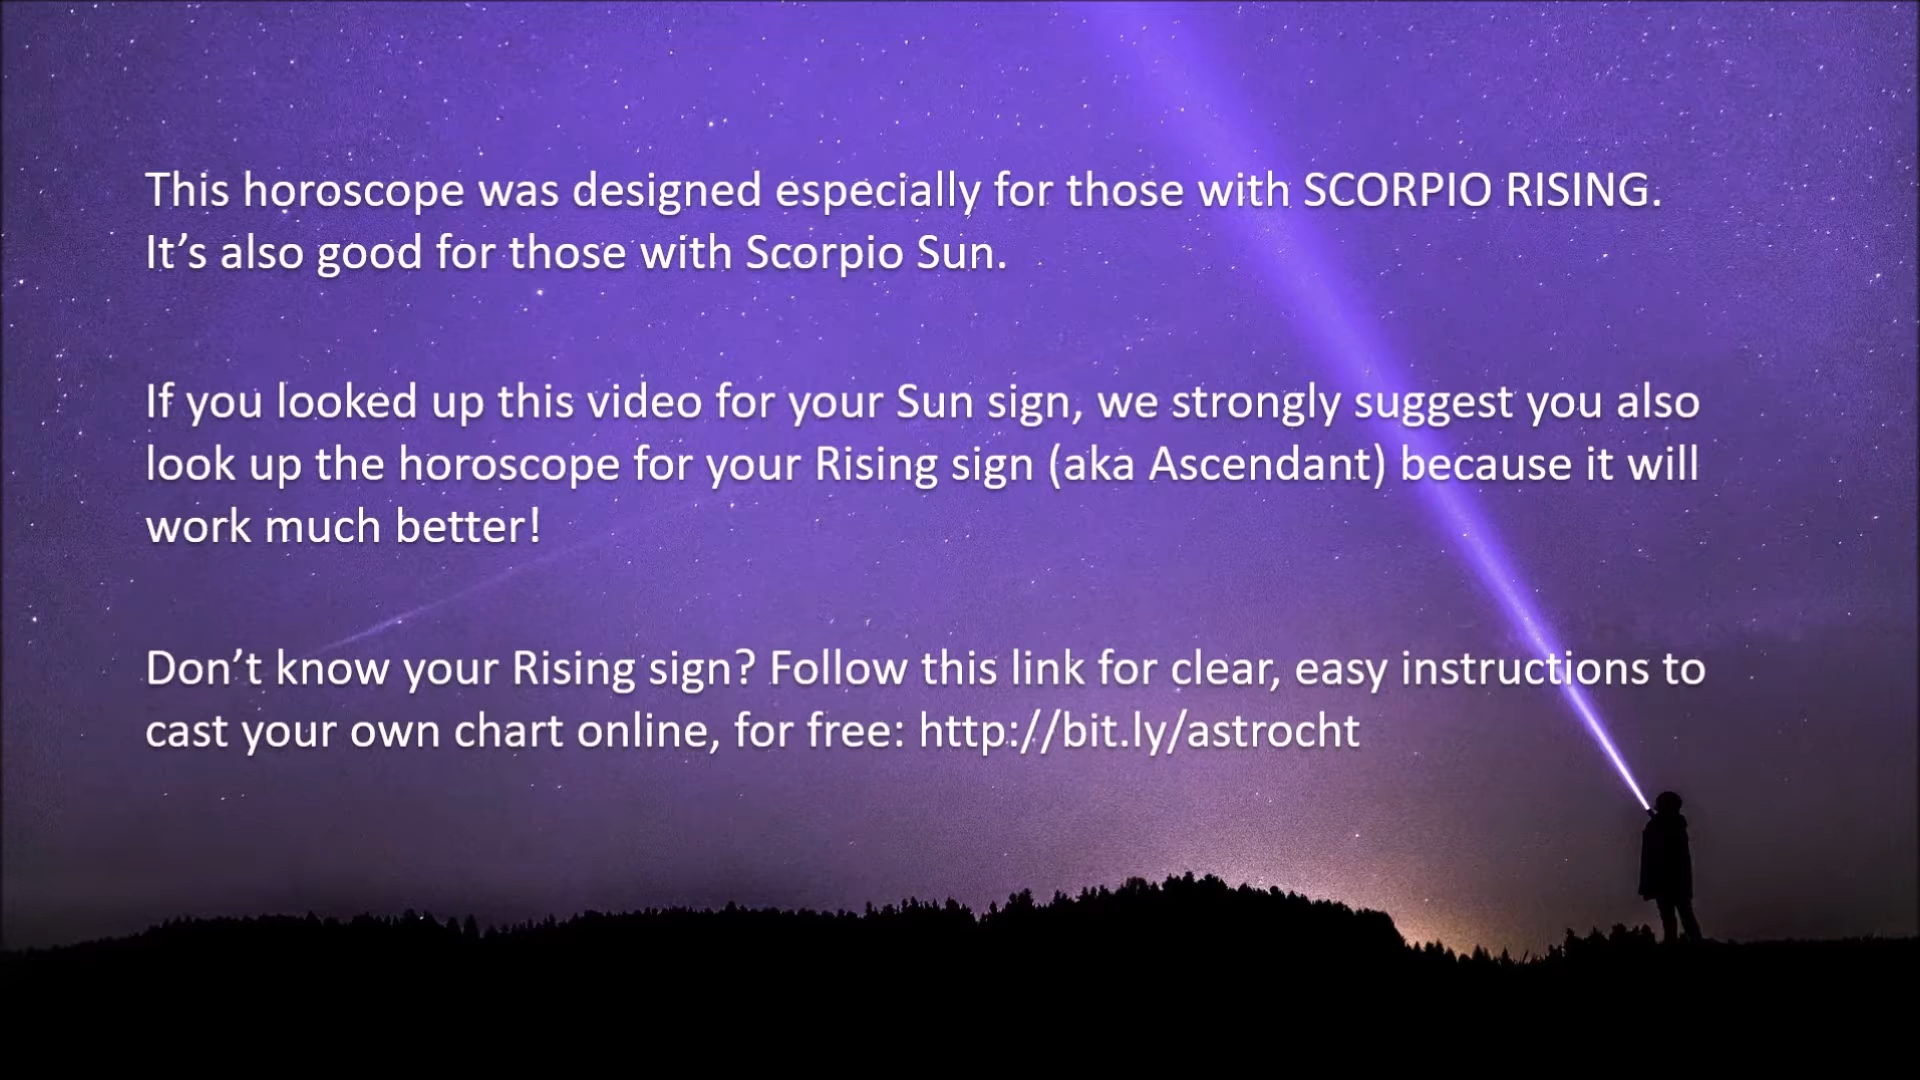 This horoscope was designed especially for those with SCORPIO RISING.
It’s also good for those with Scorpio Sun.
If you looked up this video for your Sun sign, we strongly suggest you also
look up the horoscope for your Rising sign (aka Ascendant) because it will
work much better!
Don’t know your Rising sign? Follow this link for clear, easy instructions to
cast your own chart online, for free: http://bit.ly/astrocht